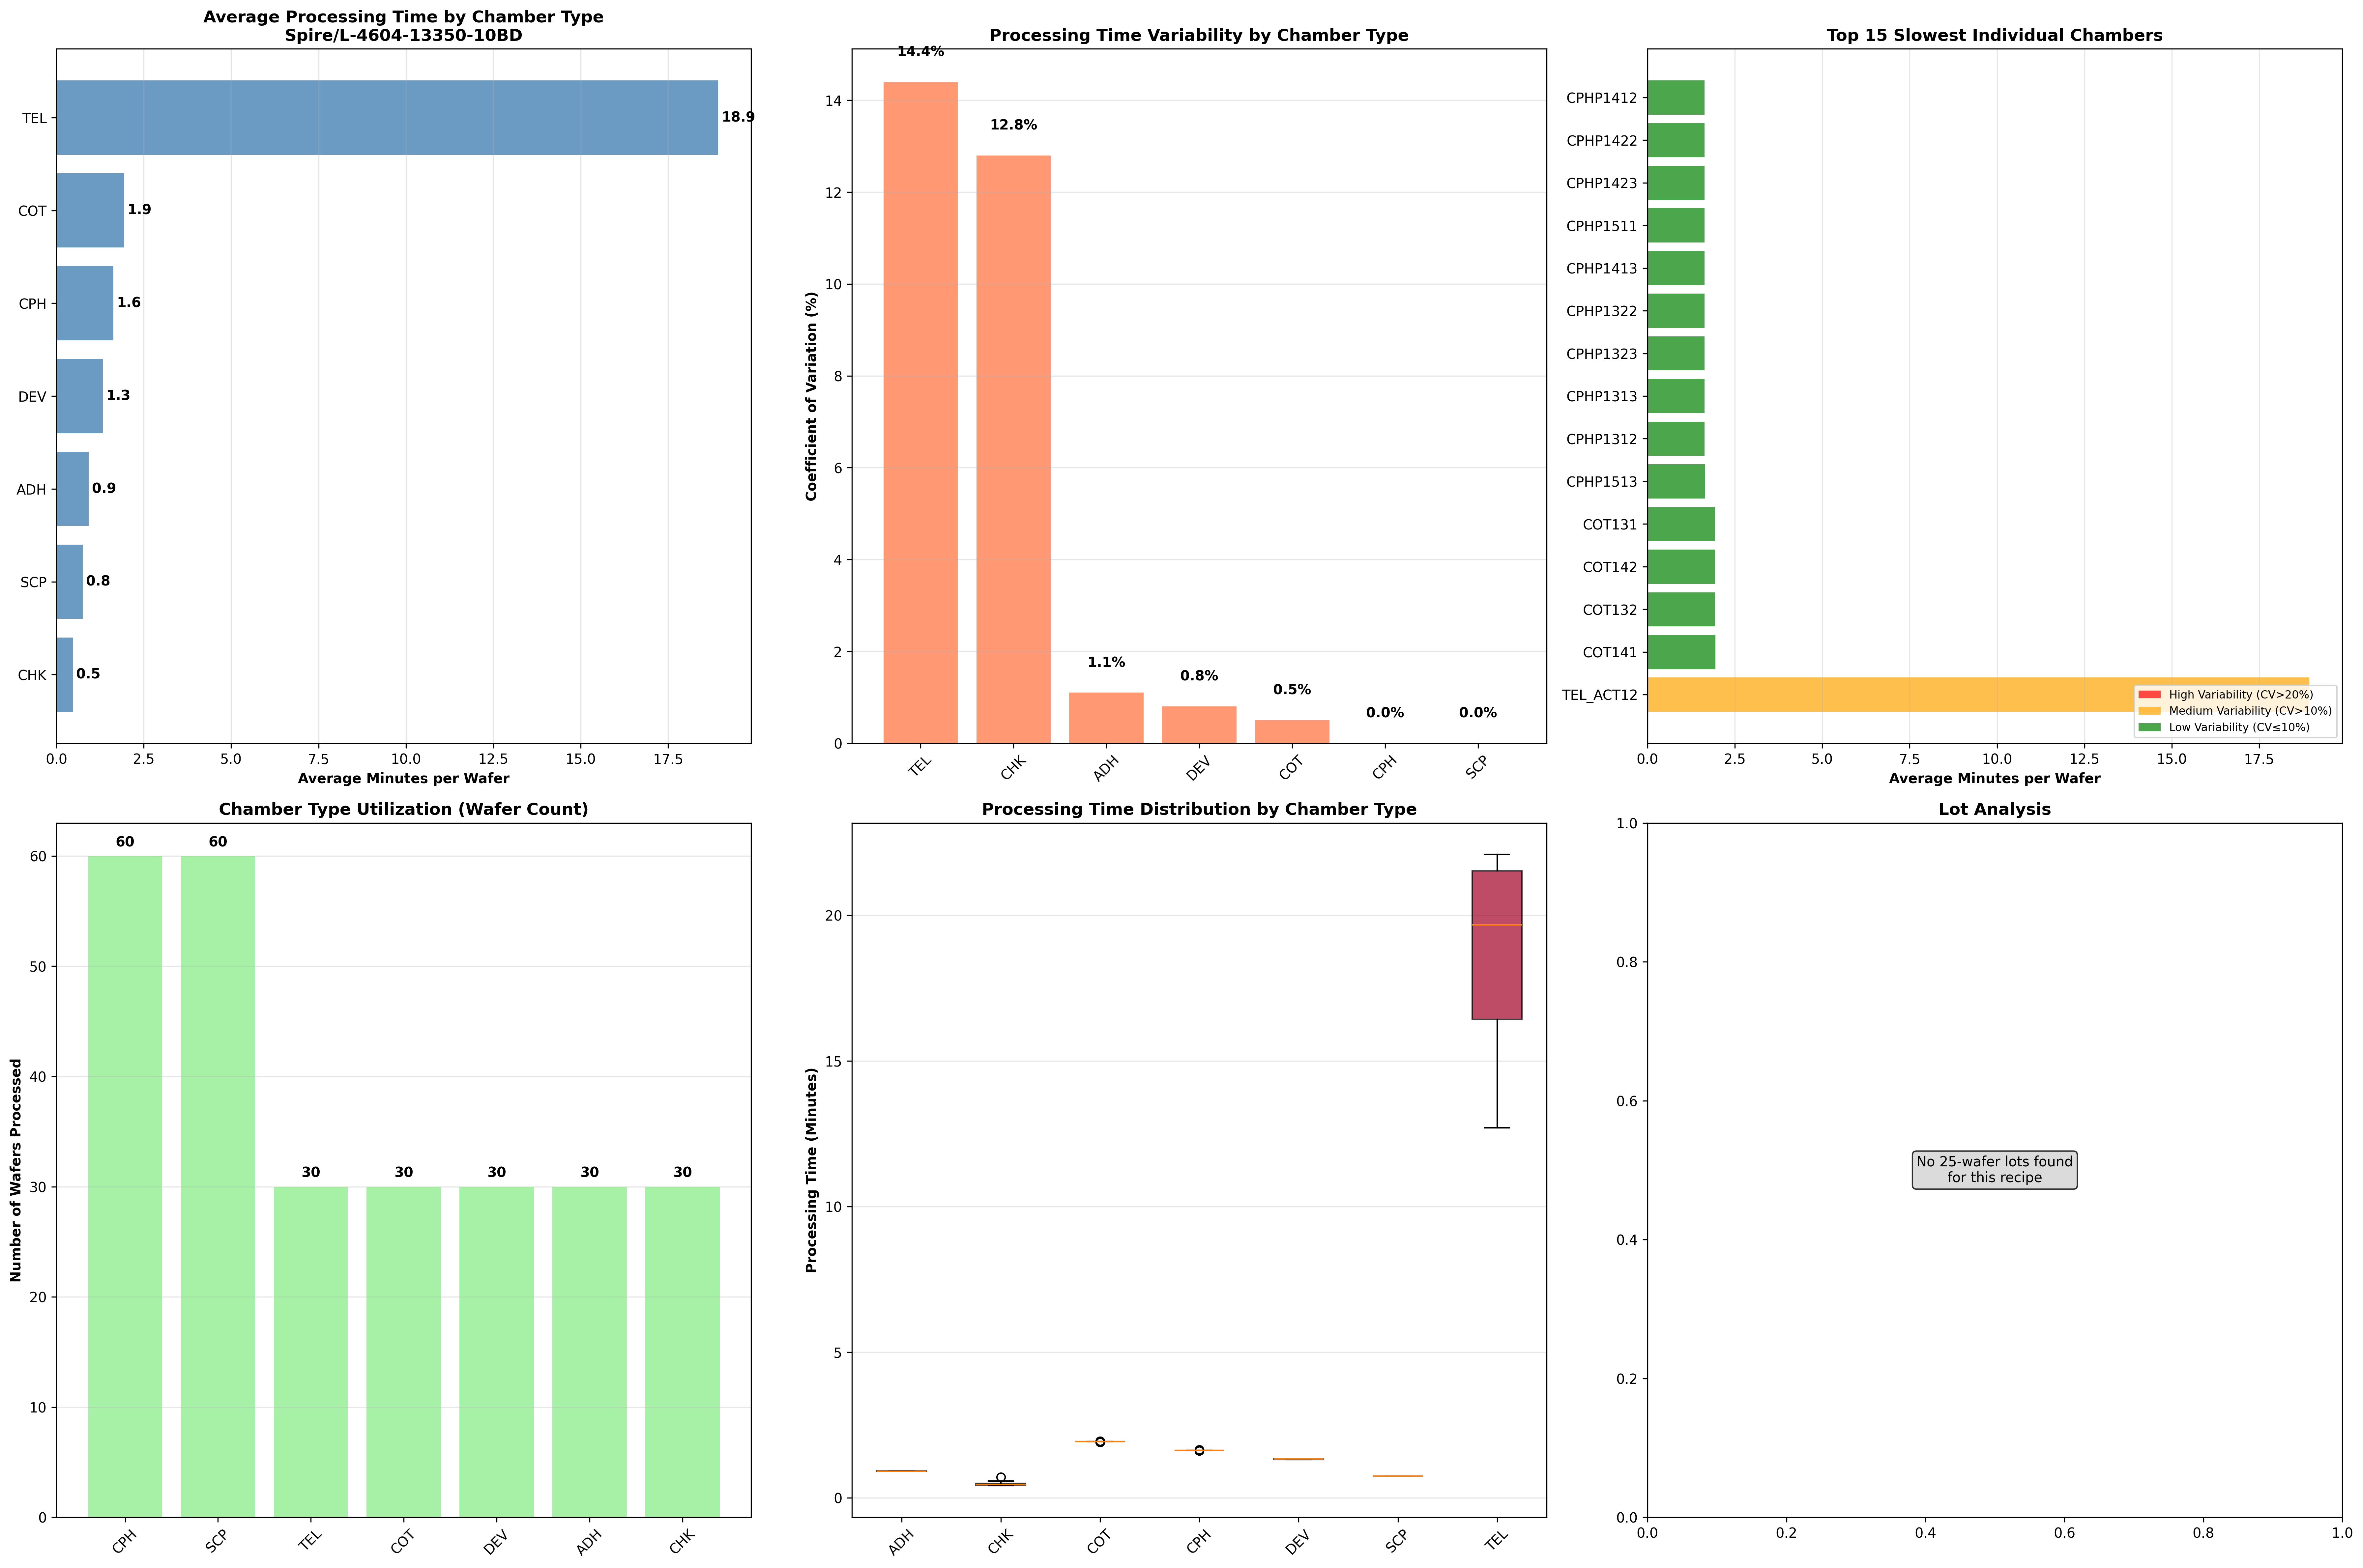 Average Processing Time by Chamber Type
Spire/L-4604-13350-10BD
TEL
COT
CPH
DEV
ADH
SCP
CHK
18.9
1.9
1.6
1.3
0.9
0.8
0.5
0.0 2.5 5.0 7.5 10.0 12.5 15.0 17.5
Average Minutes per Wafer
Processing Time Variability by Chamber Type
Coefficient of Variation (%)
14
12
10
8
6
4
2
0
14.4%
12.8%
1.1%
0.8%
0.5%
0.0%
0.0%
TEL CHK ADH DEV COT CPH SCP
Top 15 Slowest Individual Chambers
CPHP1412
CPHP1422
CPHP1423
CPHP1511
CPHP1413
CPHP1322
CPHP1323
CPHP1313
CPHP1312
CPHP1513
COT131
COT142
COT132
COT141
TEL_ACT12
High Variability (CV>20%)
Medium Variability (CV>10%)
Low Variability (CV≤10%)
0.0 2.5 5.0 7.5 10.0 12.5 15.0 17.5
Average Minutes per Wafer
Chamber Type Utilization (Wafer Count)
Number of Wafers Processed
60
50
40
30
20
10
0
60 60 30 30 30 30 30
CPH SCP TEL COT DEV ADH CHK
Processing Time Distribution by Chamber Type
Processing Time (Minutes)
20
15
10
5
0
ADH CHK COT CPH DEV SCP TEL
Lot Analysis
1.0
0.8
0.6
0.4
0.2
0.0
No 25-wafer lots found
for this recipe
0.0 0.2 0.4 0.6 0.8 1.0